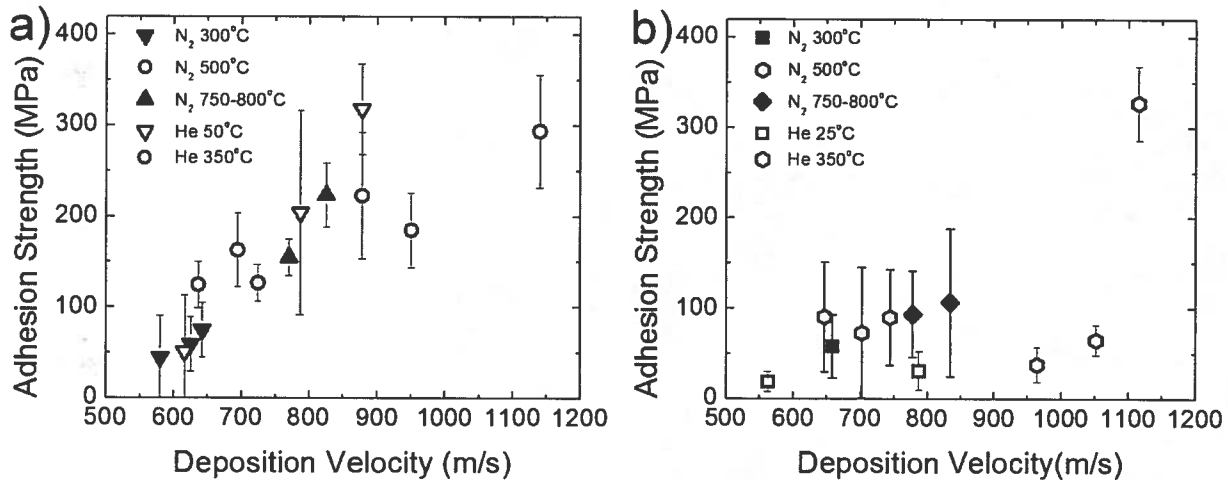 a)
400
300
200
100
0
N2 300°C
N2 500°C
N2 750-800°C
He 50°C
He 350°C
Adhesion Strength (MPa)
500 600 700 800 900 1000 1100 1200
Deposition Velocity (m/s)
b)
400
300
200
100
0
N2 300°C
N2 500°C
N2 750-800°C
He 25°C
He 350°C
Adhesion Strength (MPa)
500 600 700 800 900 1000 1100 1200
Deposition Velocity(m/s)